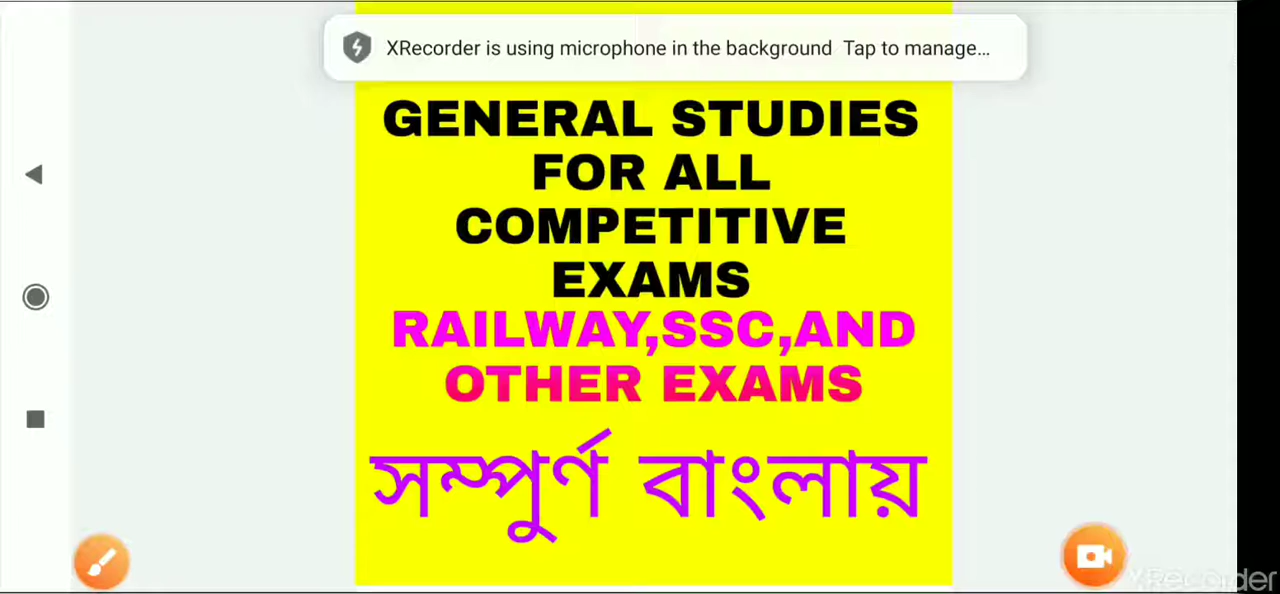 XRecorder is using microphone in the background Tap to manage...
GENERAL STUDIES
FOR ALL
COMPETITIVE
EXAMS
RAILWAY,SSC,AND
OTHER EXAMS
সম্পুর্ণ বাংলায়
XRecorder